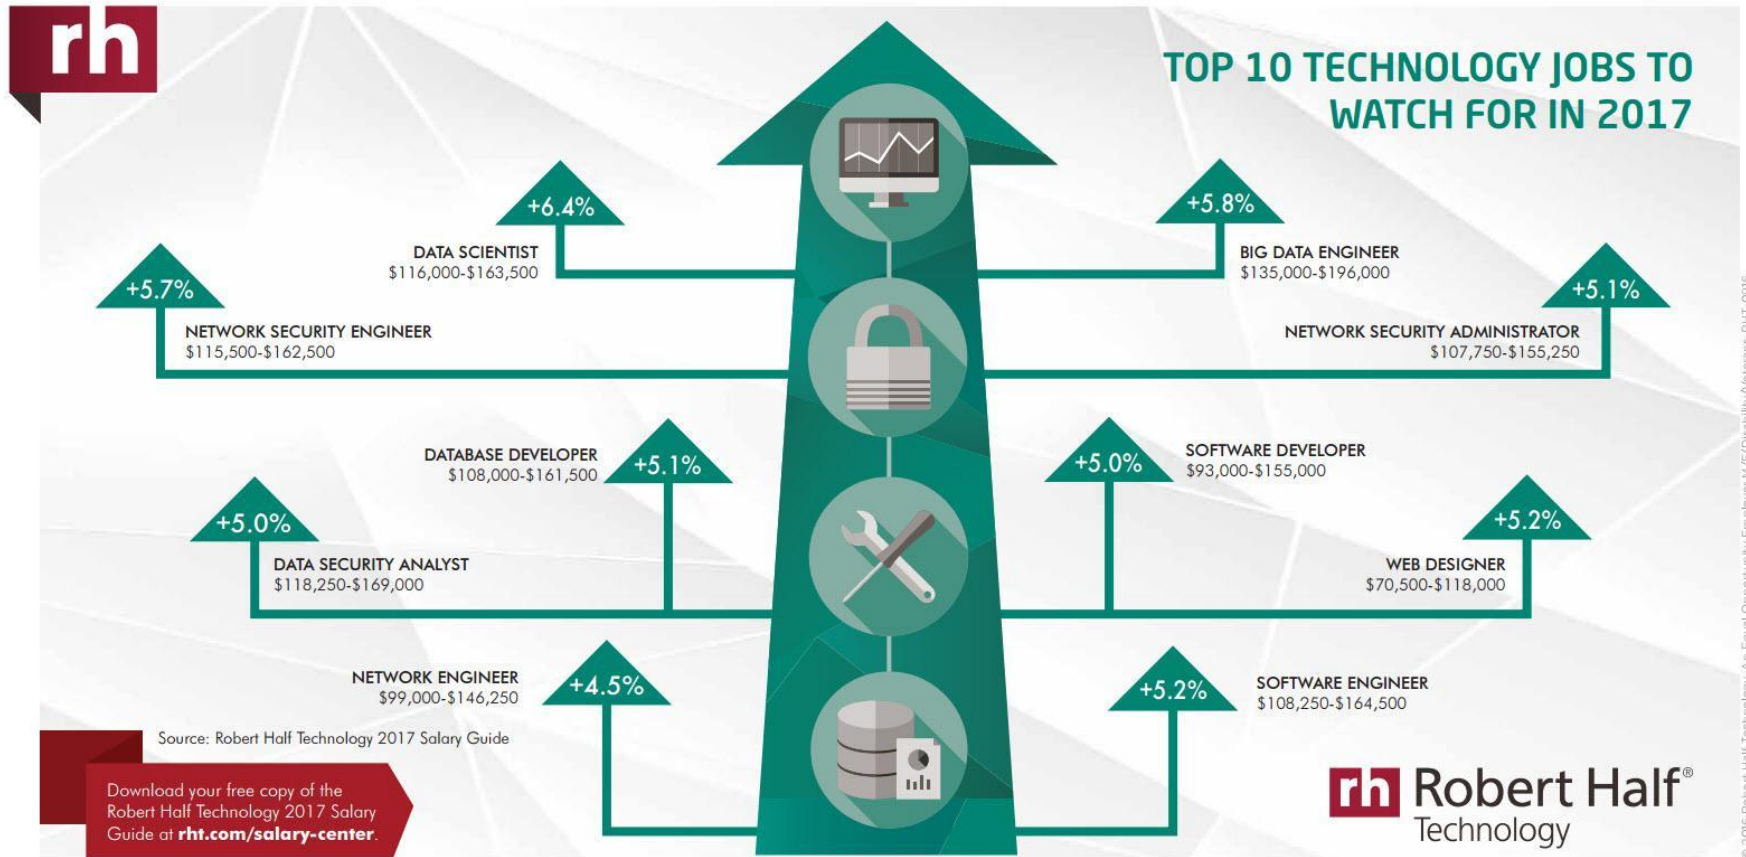 rh
TOP 10 TECHNOLOGY JOBS TO
WATCH FOR IN 2017
+6.4%
DATA SCIENTIST
$116,000-$163,500
+5.8%
BIG DATA ENGINEER
$135,000-$196,000
+5.7%
NETWORK SECURITY ENGINEER
$115,500-$162,500
+5.1%
NETWORK SECURITY ADMINISTRATOR
$107,750-$155,250
DATABASE DEVELOPER
$108,000-$161,500
+5.1%
+5.0%
SOFTWARE DEVELOPER
$93,000-$155,000
+5.0%
DATA SECURITY ANALYST
$118,250-$169,000
+5.2%
WEB DESIGNER
$70,500-$118,000
NETWORK ENGINEER
$99,000-$146,250
+4.5%
+5.2%
SOFTWARE ENGINEER
$108,250-$164,500
Source: Robert Half Technology 2017 Salary Guide
Download your free copy of the
Robert Half Technology 2017 Salary
Guide at rht.com/salary-center.
rh Robert Half®
Technology